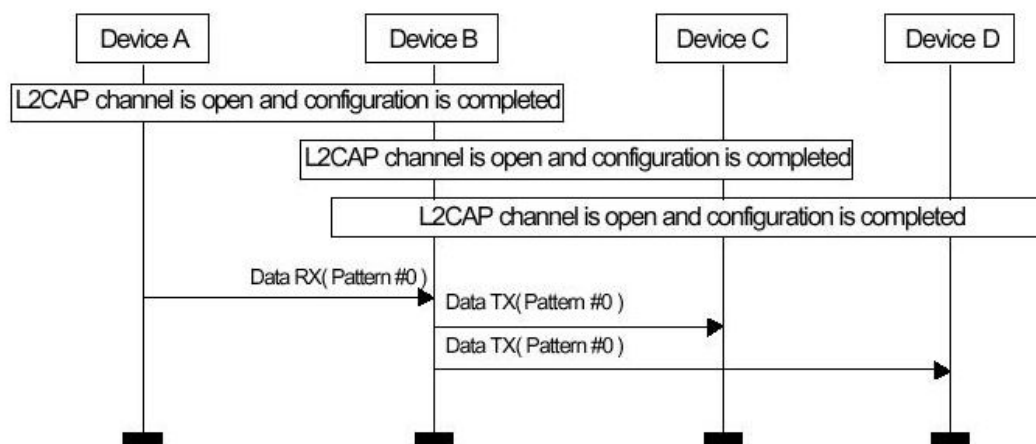 Device A
Device B
Device C
Device D
L2CAP channel is open and configuration is completed
L2CAP channel is open and configuration is completed
L2CAP channel is open and configuration is completed
Data RX( Pattern #0 )
Data TX( Pattern #0 )
Data TX( Pattern #0 )